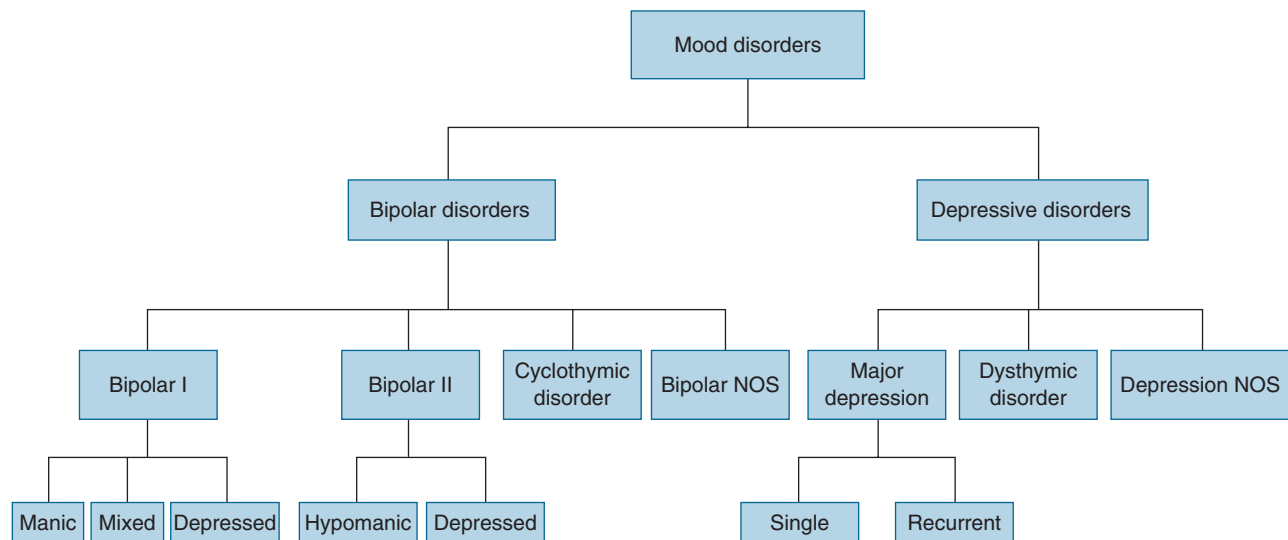 Mood disorders
Bipolar disorders
Depressive disorders
Bipolar I
Bipolar II
Cyclothymic
disorder
Bipolar NOS
Major
depression
Dysthymic
disorder
Depression NOS
Manic
Mixed
Depressed
Hypomanic
Depressed
Single
Recurrent